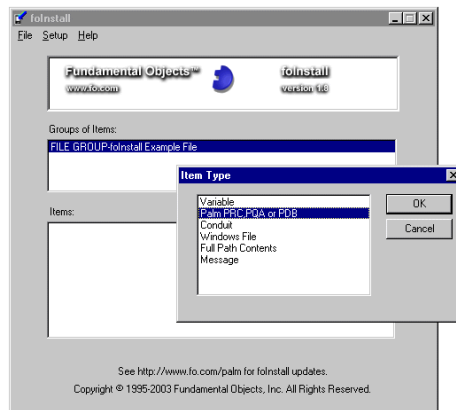 foInstall
File Setup Help
Fundamental Objects™ foInstall
www.fo.com version 1.6
Groups of Items:
FILE GROUP-foInstall Example File
Item Type
Variable
Palm PRC,PQA or PDB
Conduit
Windows File
Full Path Contents
Message
OK
Cancel
Items:
See http://www.fo.com/palm for foInstall updates.
Copyright © 1995-2003 Fundamental Objects, Inc. All Rights Reserved.